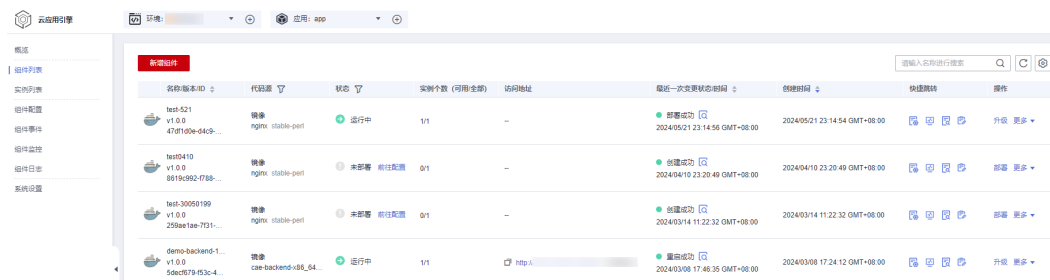 云应用引擎
环境:
应用: app
概览
组件列表
实例列表
组件配置
组件事件
组件监控
组件日志
系统设置
新增组件
请输入名称进行搜索
名称/版本/ID 代码源 状态 实例个数 (可用/全部) 访问地址 最近一次变更状态/时间 创建时间 快捷跳转 操作
test-521
v1.0.0
47df1d0e-d4c9-...
镜像
nginx stable-perl
运行中
1/1
--
部署成功
2024/05/21 23:14:56 GMT+08:00
2024/05/21 23:14:54 GMT+08:00
升级 更多
test0410
v1.0.0
8619c992-f788-...
镜像
nginx stable-perl
未部署 前往配置
0/1
--
创建成功
2024/04/10 23:20:49 GMT+08:00
2024/04/10 23:20:49 GMT+08:00
部署 更多
test-30050199
v1.0.0
259ae1ae-7f31-...
镜像
nginx stable-perl
未部署 前往配置
0/1
--
创建成功
2024/03/14 11:22:32 GMT+08:00
2024/03/14 11:22:32 GMT+08:00
部署 更多
demo-backend-1...
v1.0.0
5decf679-f53c-4...
镜像
cae-backend-x86_64...
运行中
1/1
http:/
重启成功
2024/03/08 17:46:35 GMT+08:00
2024/03/08 17:24:12 GMT+08:00
升级 更多